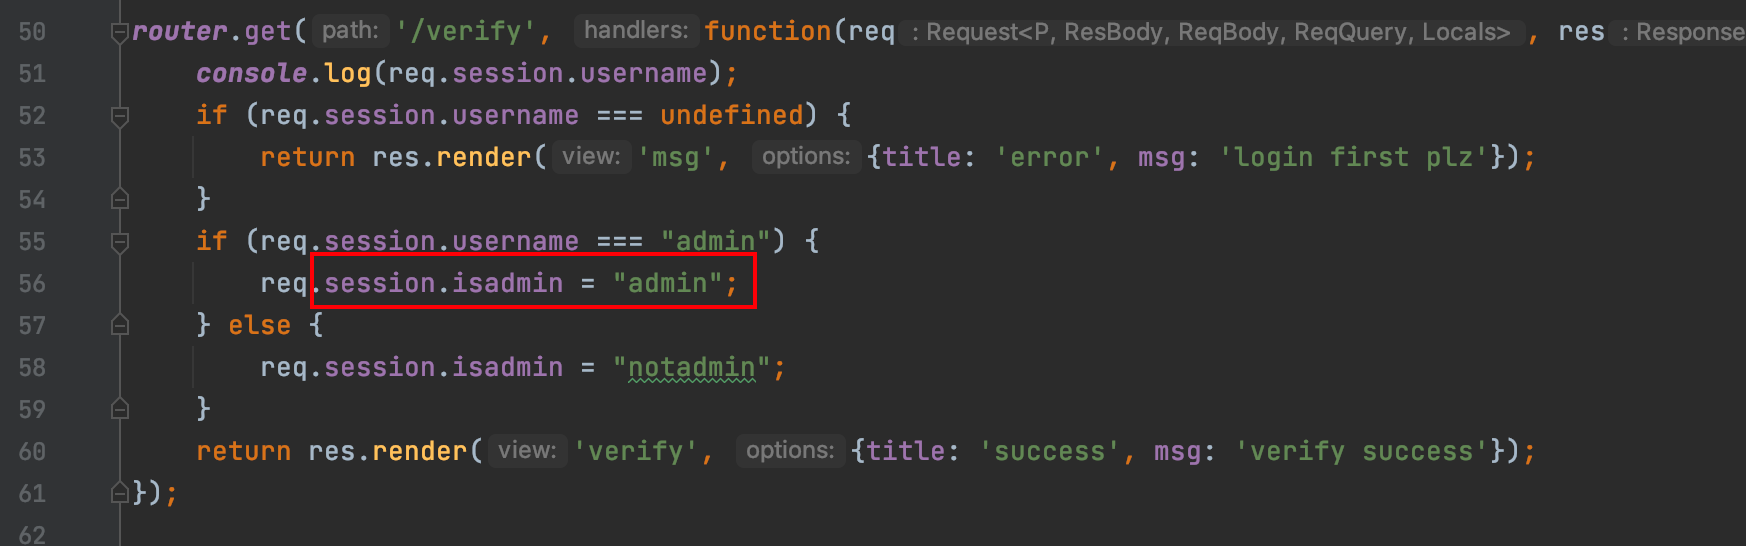 50 router.get( path: '/verify', handlers: function(req : Request<P, ResBody, ReqBody, ReqQuery, Locals> , res : Response
51 console.log(req.session.username);
52 if (req.session.username === undefined) {
53 return res.render( view: 'msg', options: {title: 'error', msg: 'login first plz'});
54 }
55 if (req.session.username === "admin") {
56 req.session.isadmin = "admin";
57 } else {
58 req.session.isadmin = "notadmin";
59 }
60 return res.render( view: 'verify', options: {title: 'success', msg: 'verify success'});
61 });
62